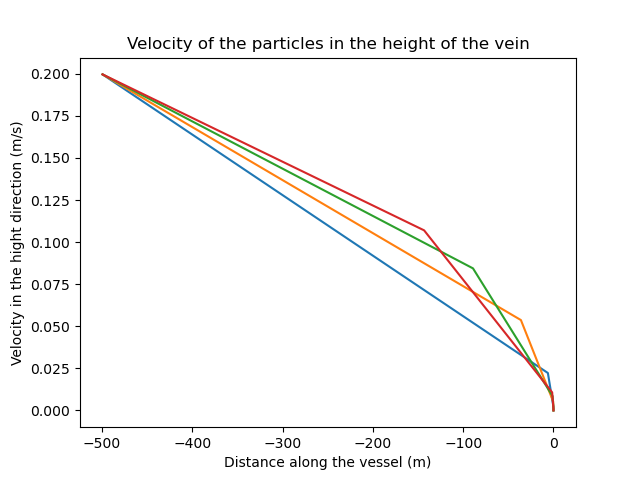 Velocity of the particles in the height of the vein
Velocity in the hight direction (m/s)
0.200
0.175
0.150
0.125
0.100
0.075
0.050
0.025
0.000
−500 −400 −300 −200 −100 0
Distance along the vessel (m)